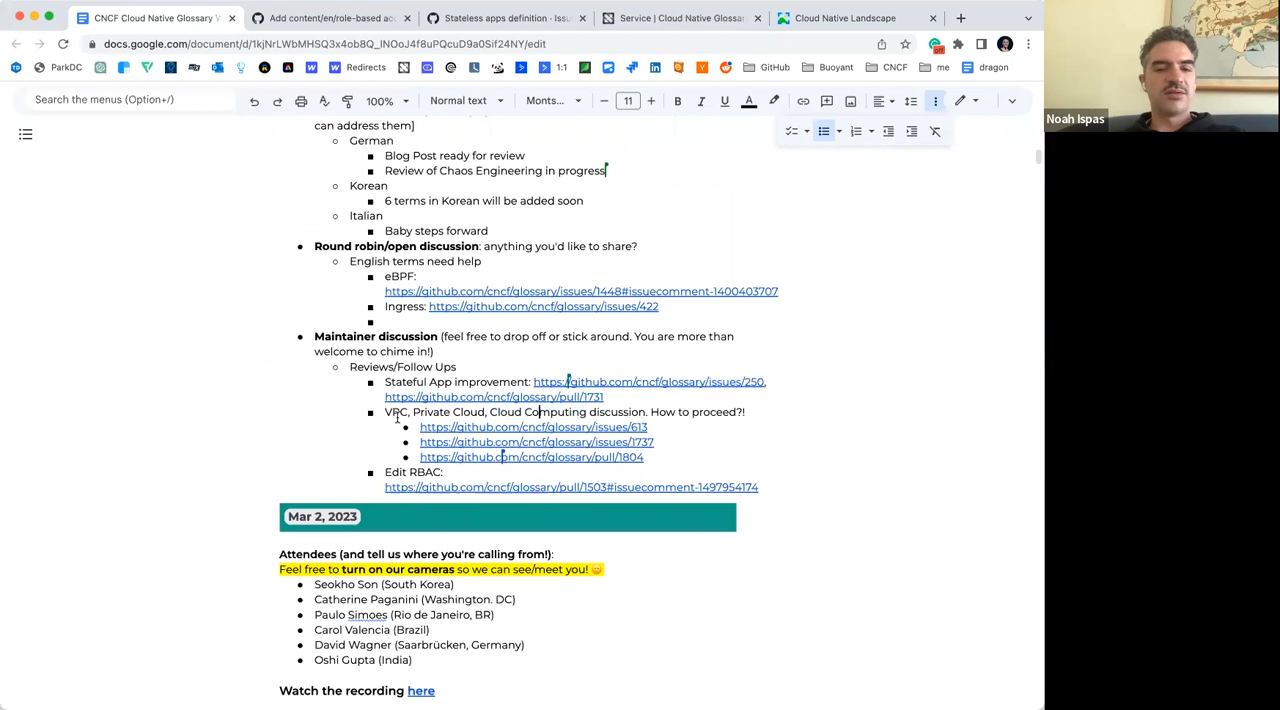 CNCF Cloud Native Glossary
Add content/en/role-based ac
Stateless apps definition · Issu
Service | Cloud Native Glossar
Cloud Native Landscape
docs.google.com/document/d/1kjNrLWbMHSQ3x4ob8Q_INOoJ4f8uPQcuD9a0Sif24NY/edit
off
ParkDC
Redirects
1:1
GitHub
Buoyant
CNCF
me
dragon
Search the menus (Option+/)
100%
Normal text
Monts...
11
Noah Ispas
can address them]
German
Blog Post ready for review
Review of Chaos Engineering in progress
Korean
6 terms in Korean will be added soon
Italian
Baby steps forward
Round robin/open discussion: anything you'd like to share?
English terms need help
eBPF:
https://github.com/cncf/glossary/issues/1448#issuecomment-1400403707
Ingress: https://github.com/cncf/glossary/issues/422
Maintainer discussion (feel free to drop off or stick around. You are more than
welcome to chime in!)
Reviews/Follow Ups
Stateful App improvement: https://github.com/cncf/glossary/issues/250,
https://github.com/cncf/glossary/pull/1731
VPC, Private Cloud, Cloud Computing discussion. How to proceed?!
https://github.com/cncf/glossary/issues/613
https://github.com/cncf/glossary/issues/1737
https://github.com/cncf/glossary/pull/1804
Edit RBAC:
https://github.com/cncf/glossary/pull/1503#issuecomment-1497954174
Mar 2, 2023
Attendees (and tell us where you're calling from!):
Feel free to turn on our cameras so we can see/meet you! 😊
Seokho Son (South Korea)
Catherine Paganini (Washington. DC)
Paulo Simoes (Rio de Janeiro, BR)
Carol Valencia (Brazil)
David Wagner (Saarbrücken, Germany)
Oshi Gupta (India)
Watch the recording here